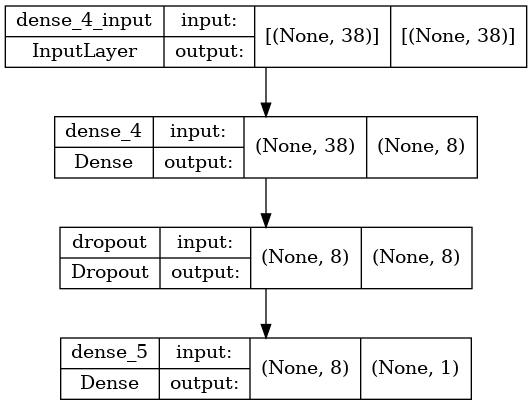 dense_4_input input: [(None, 38)] [(None, 38)]
InputLayer output:
dense_4 input: (None, 38) (None, 8)
Dense output:
dropout input: (None, 8) (None, 8)
Dropout output:
dense_5 input: (None, 8) (None, 1)
Dense output: